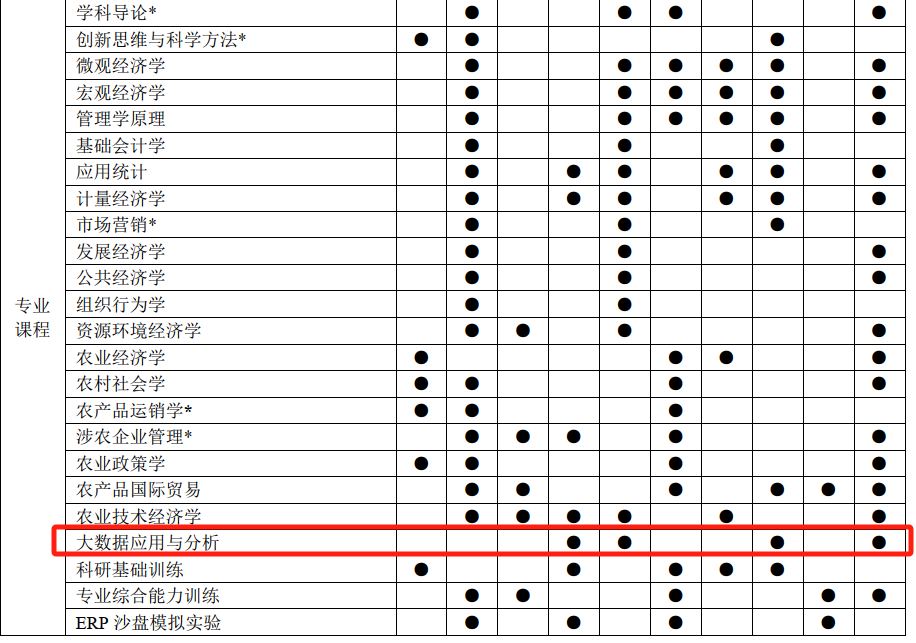 学科导论*
创新思维与科学方法*
微观经济学
宏观经济学
管理学原理
基础会计学
应用统计
计量经济学
市场营销*
发展经济学
公共经济学
组织行为学
专业
课程
资源环境经济学
农业经济学
农村社会学
农产品运销学*
涉农企业管理*
农业政策学
农产品国际贸易
农业技术经济学
大数据应用与分析
科研基础训练
专业综合能力训练
ERP 沙盘模拟实验